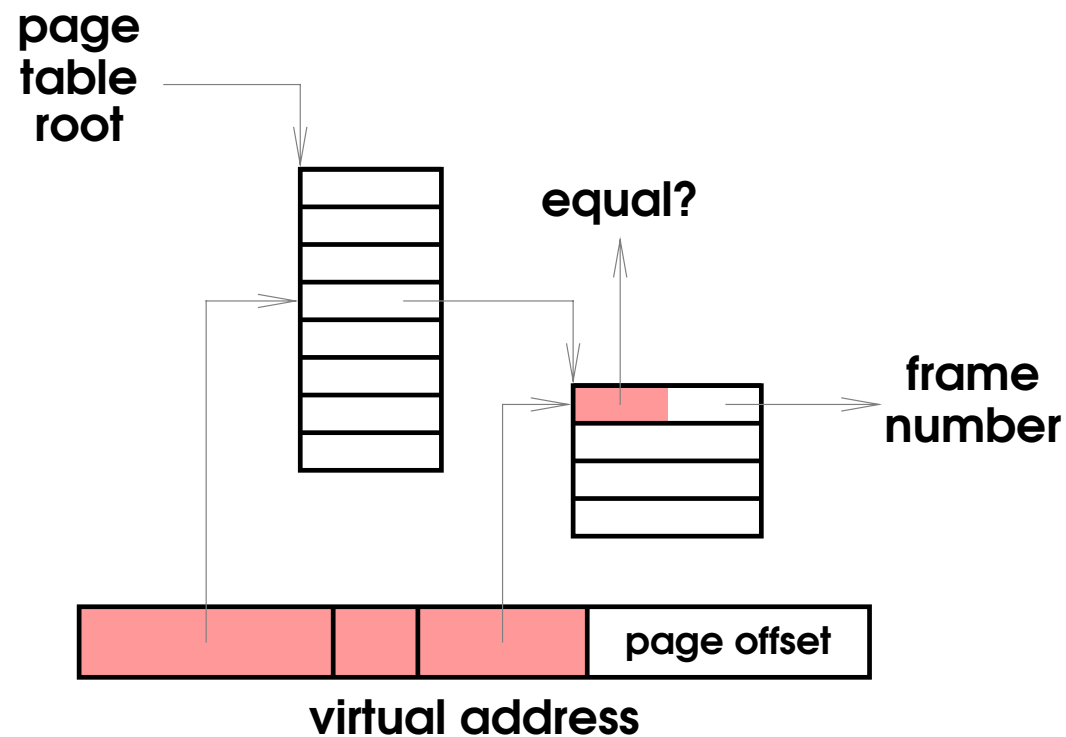 page
table
root
equal?
frame
number
page offset
virtual address